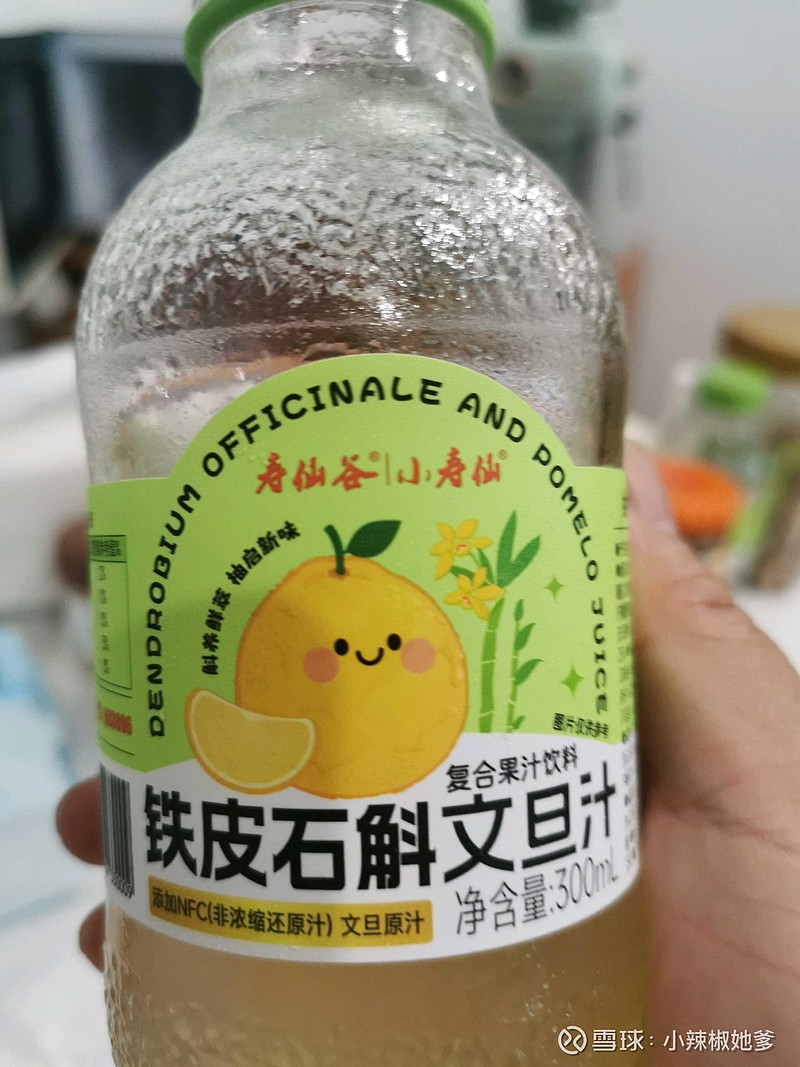 DENDROBIUM OFFICINALE AND POMELO JUICE
寿仙谷®|小寿仙®
斛养鲜萃 柚启新味
图片仅供参考
复合果汁饮料
铁皮石斛文旦汁
添加NFC(非浓缩还原汁) 文旦原汁
净含量:300mL
雪球:小辣椒她爹